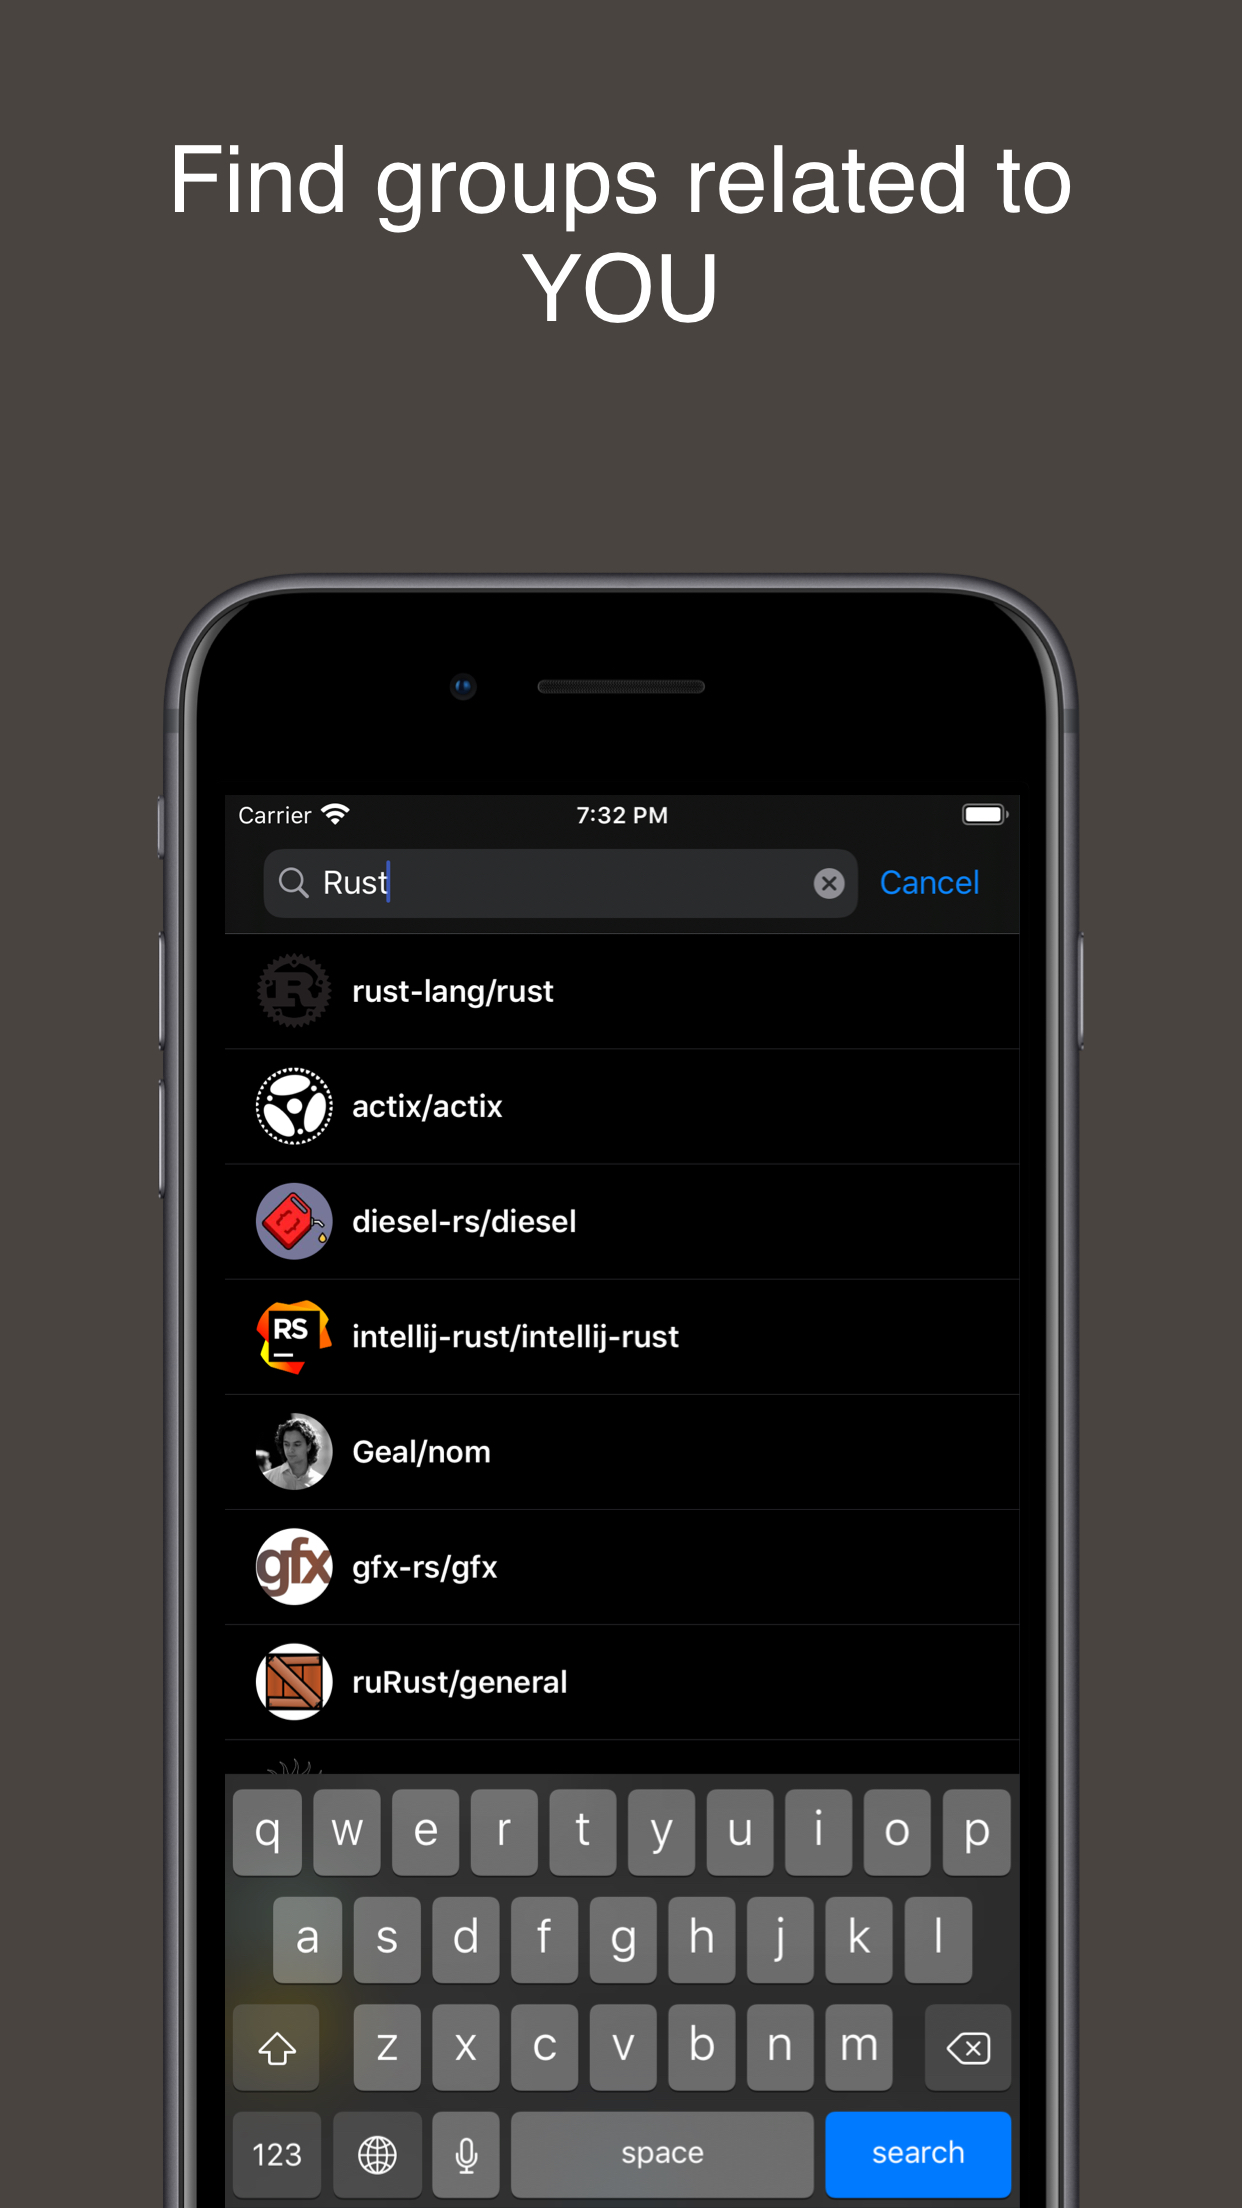 Find groups related to
YOU
Carrier 7:32 PM
Rust Cancel
rust-lang/rust
actix/actix
diesel-rs/diesel
RS intellij-rust/intellij-rust
Geal/nom
gfx gfx-rs/gfx
ruRust/general
q w e r t y u i o p
a s d f g h j k l
z x c v b n m
123 space search